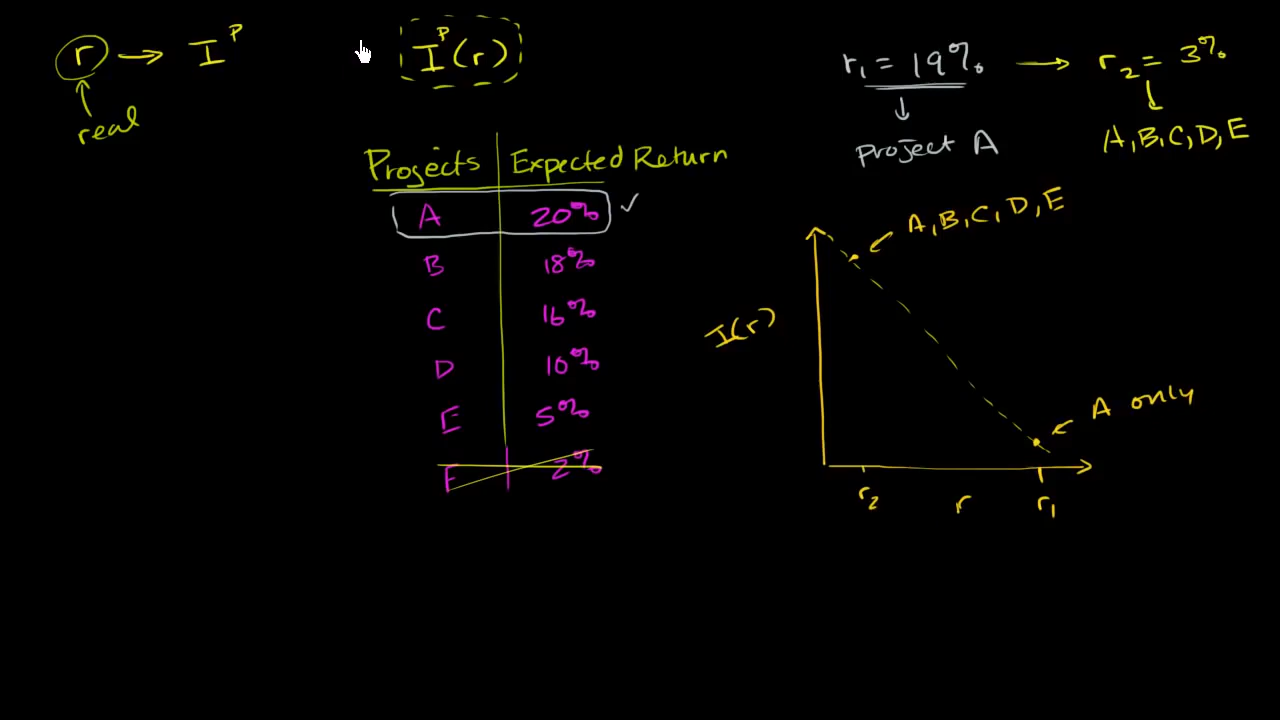 r → I^P
real
I^P(r)
r₁ = 19% → r₂ = 3%
Project A
A, B, C, D, E
Projects Expected Return
A 20% ✓
B 18%
C 16%
D 10%
E 5%
F 2%
A, B, C, D, E
I(r)
A only
r₂ r r₁